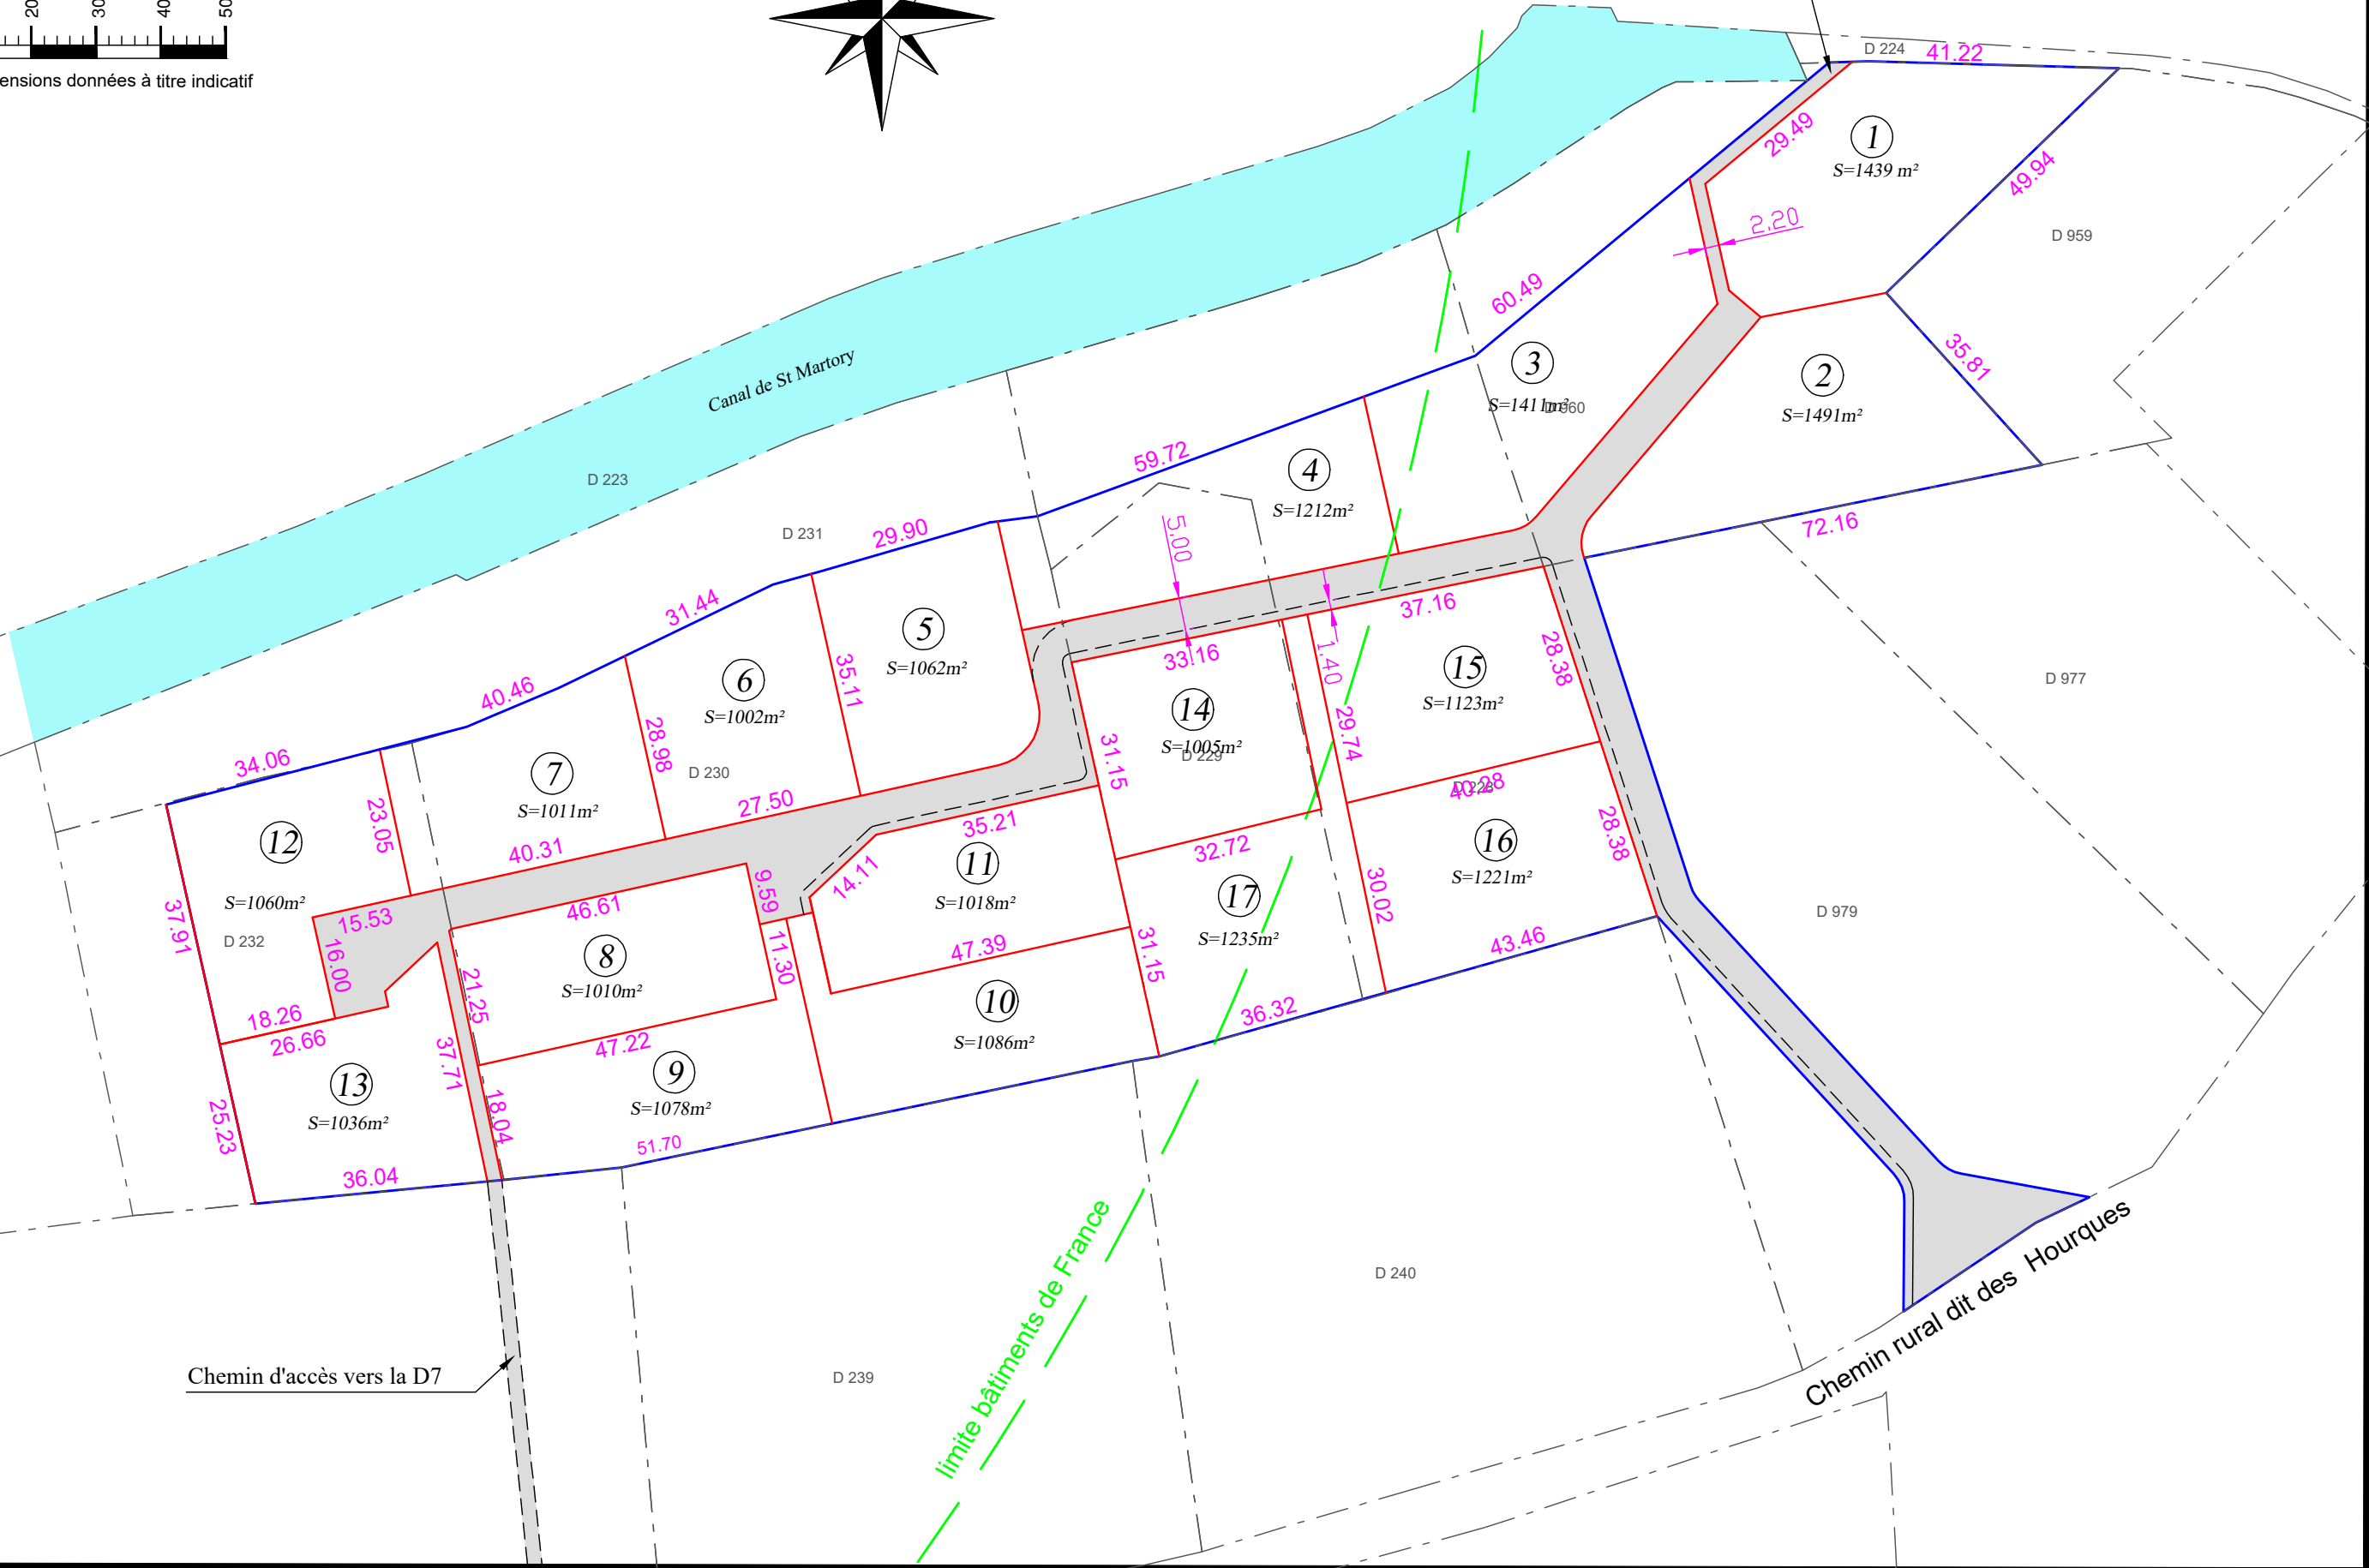 20
30
40
50
ensions données à titre indicatif
D 224
41.22
1
S=1439 m²
29.49
49.94
2.20
D 959
60.49
35.81
3
S=1411m²
D 960
2
S=1491m²
Canal de St Martory
D 223
59.72
4
S=1212m²
72.16
D 231
29.90
5.00
31.44
5
S=1062m²
37.16
1.40
33.16
28.38
15
S=1123m²
D 977
40.46
6
S=1002m²
35.11
14
S=1005m²
D 229
29.74
34.06
28.98
7
S=1011m²
D 230
31.15
D 228
40.28
27.50
23.05
12
S=1060m²
40.31
35.21
11
S=1018m²
14.11
32.72
16
S=1221m²
28.38
9.59
46.61
17
S=1235m²
30.02
D 979
37.91
D 232
15.53
16.00
8
S=1010m²
11.30
47.39
31.15
43.46
21.25
10
S=1086m²
36.32
18.26
26.66
37.71
47.22
13
S=1036m²
9
S=1078m²
25.23
18.04
51.70
36.04
limite bâtiments de France
D 240
Chemin rural dit des Hourques
Chemin d'accès vers la D7
D 239